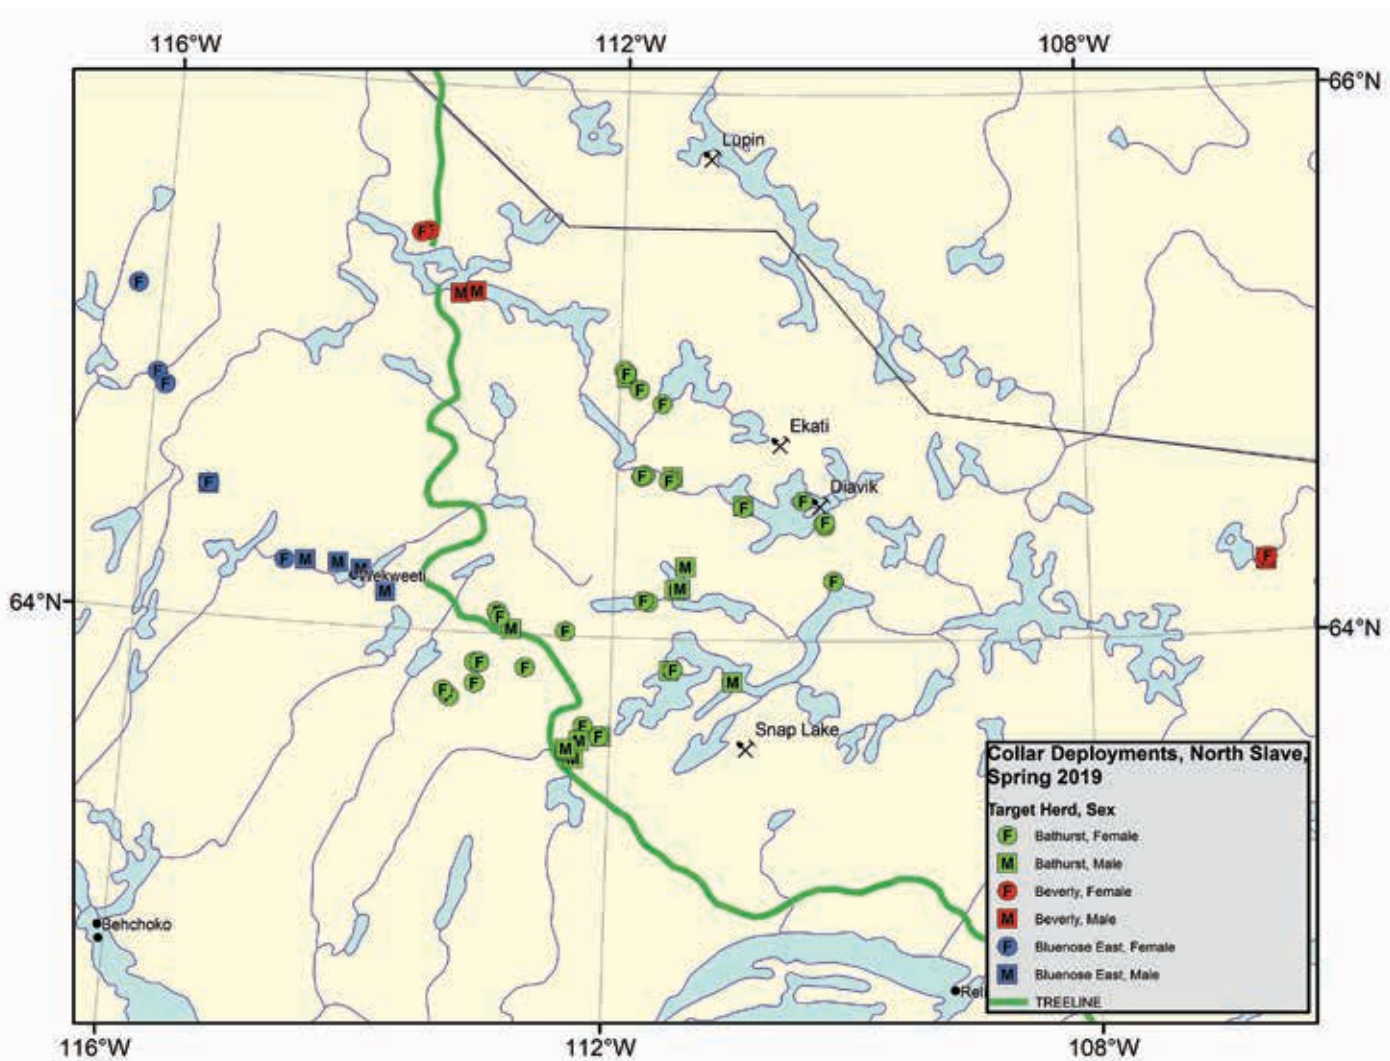 116°W 112°W 108°W
66°N
Lupin
F F
F
M M
F
F
F
F
F
F
Ekati
F F F
Diavik
F F
F
F
F M M M
Wekweeti
M
M
M
F
F
F
64°N 64°N
F
M
F
F
F
F
F
M
F
F
F
M
M
M
Snap Lake
Behchoko
Collar Deployments, North Slave,
Spring 2019
Target Herd, Sex
F Bathurst, Female
M Bathurst, Male
F Beverly, Female
M Beverly, Male
F Bluenose East, Female
M Bluenose East, Male
TREELINE
Reli
116°W 112°W 108°W